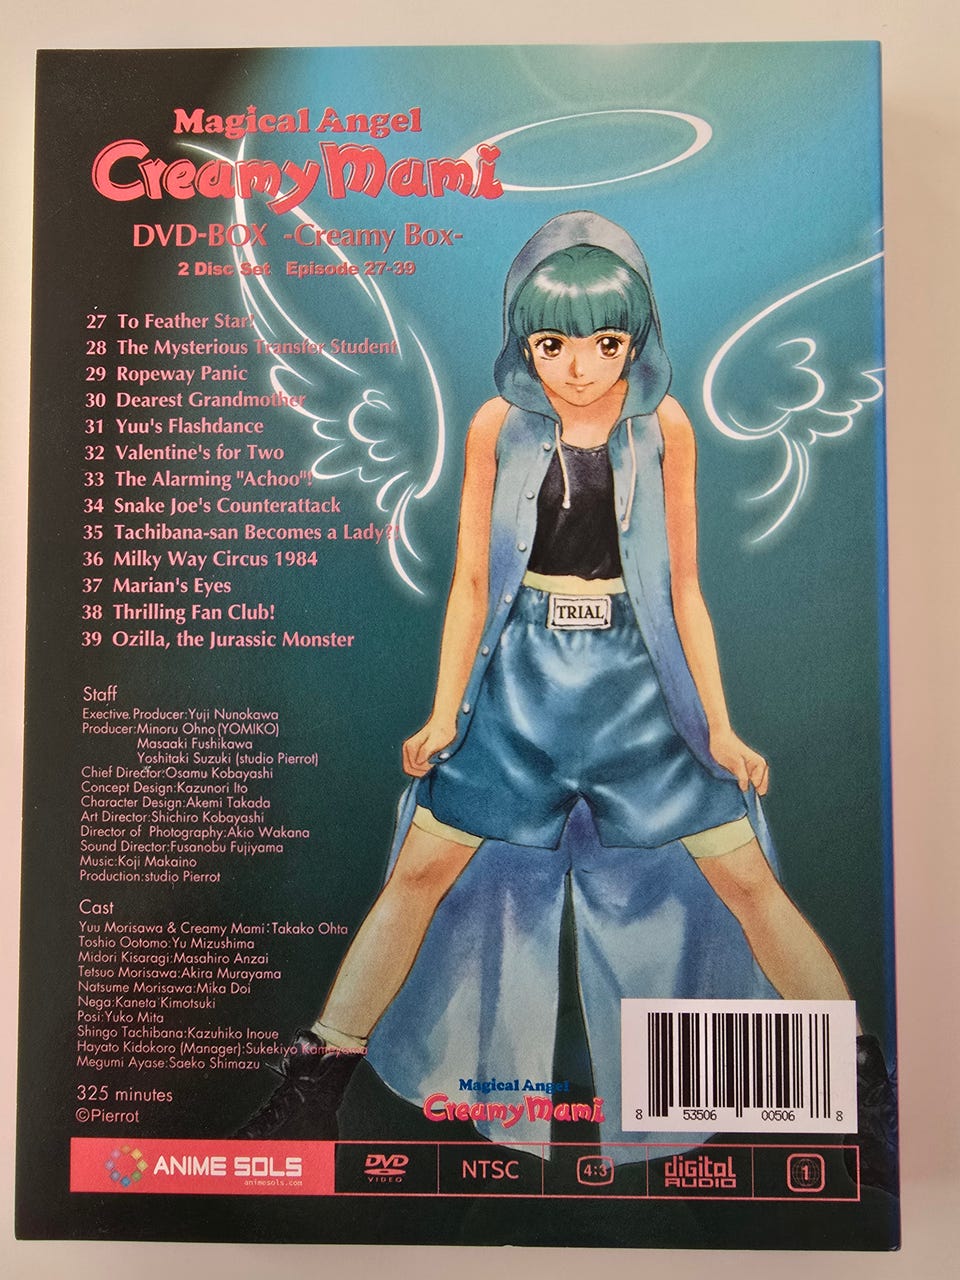 Magical Angel
Creamy Mami
DVD-BOX -Creamy Box-
2 Disc Set Episode 27-39
27 To Feather Star!
28 The Mysterious Transfer Student
29 Ropeway Panic
30 Dearest Grandmother
31 Yuu's Flashdance
32 Valentine's for Two
33 The Alarming "Achoo"!
34 Snake Joe's Counterattack
35 Tachibana-san Becomes a Lady?!
36 Milky Way Circus 1984
37 Marian's Eyes
38 Thrilling Fan Club!
39 Ozilla, the Jurassic Monster
TRIAL
Staff
Exective.Producer:Yuji Nunokawa
Producer:Minoru Ohno(YOMIKO)
Masaaki Fushikawa
Yoshitaki Suzuki (studio Pierrot)
Chief Director:Osamu Kobayashi
Concept Design:Kazunori Ito
Character Design:Akemi Takada
Art Director:Shichiro Kobayashi
Director of Photography:Akio Wakana
Sound Director:Fusanobu Fujiyama
Music:Koji Makaino
Production:studio Pierrot
Cast
Yuu Morisawa & Creamy Mami:Takako Ohta
Toshio Ootomo:Yu Mizushima
Midori Kisaragi:Masahiro Anzai
Tetsuo Morisawa:Akira Murayama
Natsume Morisawa:Mika Doi
Nega:Kaneta Kimotsuki
Posi:Yuko Mita
Shingo Tachibana:Kazuhiko Inoue
Hayato Kidokoro (Manager):Sukekiyo Kameyama
Megumi Ayase:Saeko Shimazu
325 minutes
©Pierrot
Magical Angel
Creamy Mami
8 53506 00506 8
ANIME SOLS
animesols.com
DVD
VIDEO
NTSC
4:3
digital
AUDIO
1